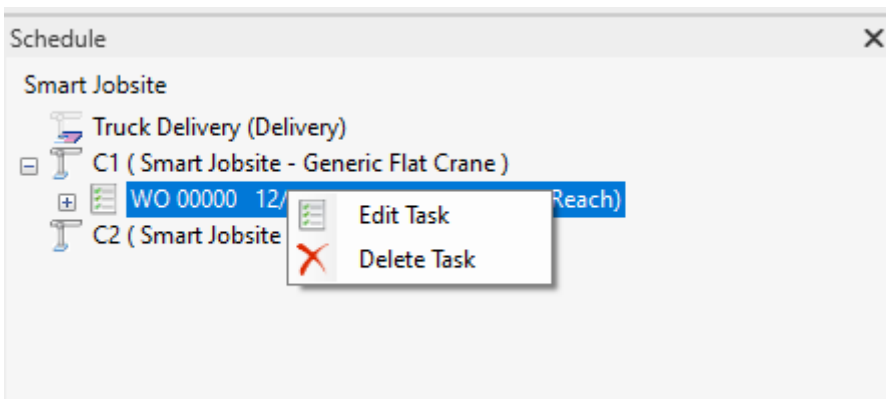 Schedule
Smart Jobsite
Truck Delivery (Delivery)
C1 ( Smart Jobsite - Generic Flat Crane )
WO 00000 12/ Reach)
Edit Task
C2 ( Smart Jobsite
Delete Task